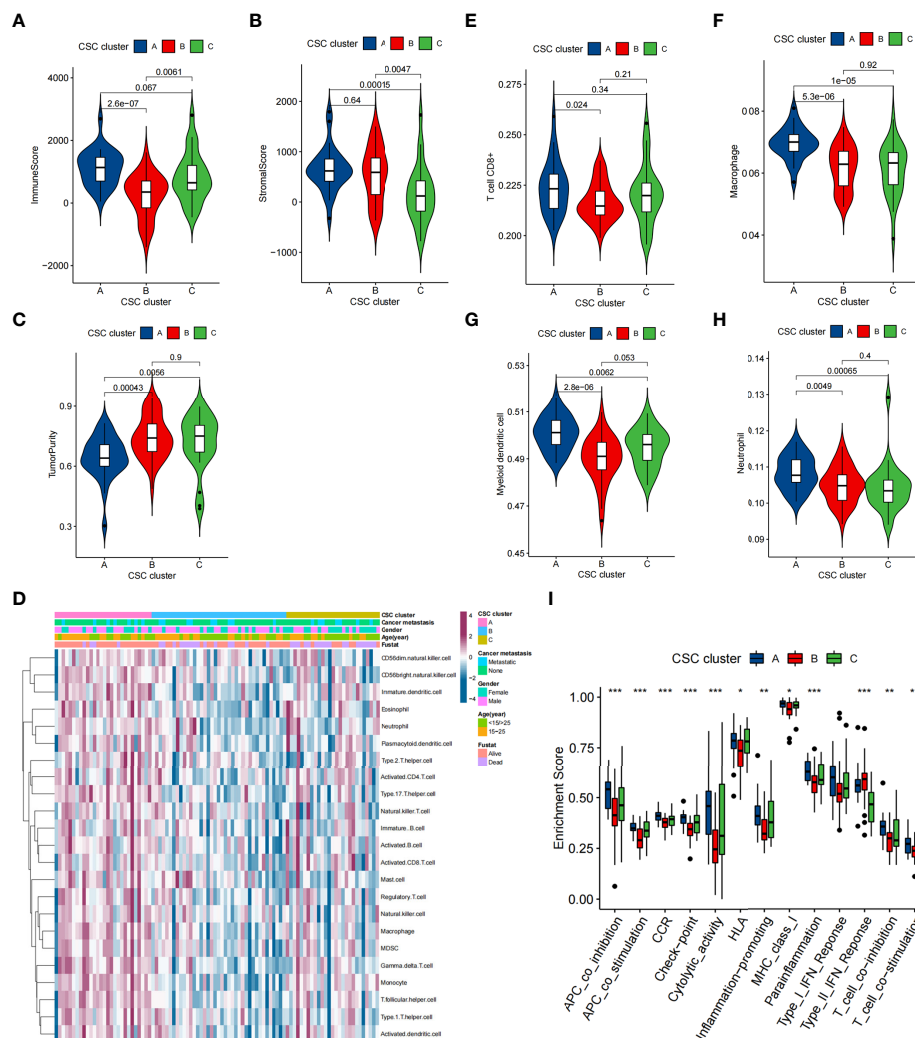 A
CSC cluster A B C
ImmuneScore
4000
2000
0
−2000
0.0061
0.067
2.6e−07
A B C
CSC cluster
B
CSC cluster A B C
StromalScore
2000
1000
0
−1000
0.0047
0.00015
0.64
A B C
CSC cluster
E
CSC cluster A B C
T cell CD8+
0.250
0.225
0.200
0.21
0.34
0.024
A B C
CSC cluster
F
CSC cluster A B C
Macrophage
0.08
0.06
0.04
0.92
1e−05
5.3e−06
A B C
CSC cluster
C
CSC cluster A B C
TumorPurity
0.9
0.6
0.3
0.9
0.0056
0.00043
A B C
CSC cluster
G
CSC cluster A B C
Myeloid dendritic cell
0.53
0.51
0.49
0.47
0.45
0.053
0.0062
2.8e−06
A B C
CSC cluster
H
CSC cluster A B C
Neutrophil
0.14
0.13
0.12
0.11
0.10
0.09
0.4
0.00065
0.0049
A B C
CSC cluster
D
CSC cluster
Cancer metastasis
Gender
Age(year)
Fustat
CD56dim.natural.killer.cell
CD56bright.natural.killer.cell
Immature.dendritic.cell
Eosinophil
Neutrophil
Plasmacytoid.dendritic.cell
Type.2.T.helper.cell
Activated.CD4.T.cell
Type.17.T.helper.cell
Natural.killer.T.cell
Immature..B.cell
Activated.B.cell
Activated.CD8.T.cell
Mast.cell
Regulatory.T.cell
Natural.killer.cell
Macrophage
MDSC
Gamma.delta.T.cell
Monocyte
T.follicular.helper.cell
Type.1.T.helper.cell
Activated.dendritic.cell
4
2
0
−2
−4
CSC cluster
A
B
C
Cancer metastasis
Metastatic
None
Gender
Female
Male
Age(year)
<15/>25
15−25
Fustat
Alive
Dead
I
CSC cluster A B C
*** *** *** *** *** * ** * *** *** ** *
Enrichment Score
1.00
0.75
0.50
0.25
0.00
APC_co_inhibition
APC_co_stimulation
CCR
Check−point
Cytolytic_activity
HLA
Inflammation−promoting
MHC_class_I
Parainflammation
Type_I_IFN_Reponse
Type_II_IFN_Reponse
T_cell_co−inhibition
T_cell_co−stimulation